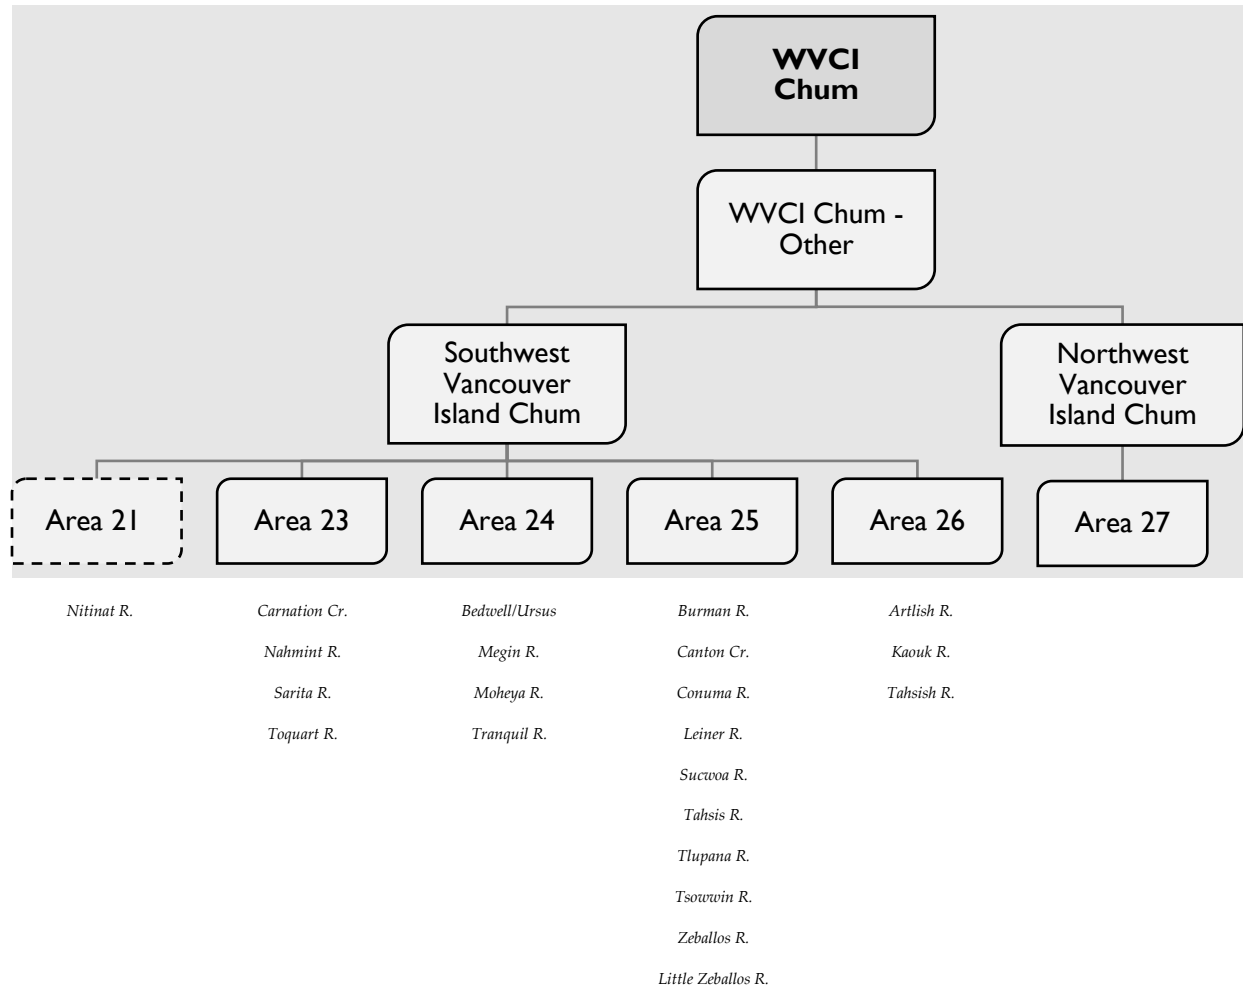 WVCI
Chum
WVCI Chum -
Other
Southwest
Vancouver
Island Chum
Northwest
Vancouver
Island Chum
Area 21
Area 23
Area 24
Area 25
Area 26
Area 27
Nitinat R.
Carnation Cr.
Nahmint R.
Sarita R.
Toquart R.
Bedwell/Ursus
Megin R.
Moheya R.
Tranquil R.
Burman R.
Canton Cr.
Conuma R.
Leiner R.
Sucwoa R.
Tahsis R.
Tlupana R.
Tsowwin R.
Zeballos R.
Little Zeballos R.
Artlish R.
Kaouk R.
Tahsish R.